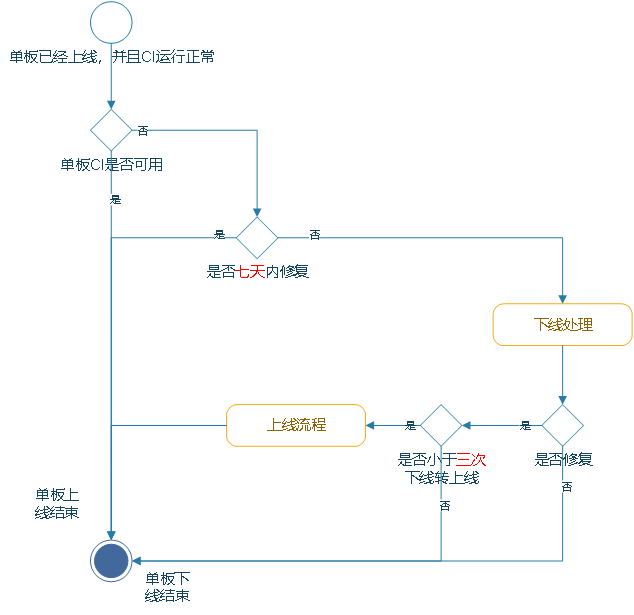 单板已经上线，并且CI运行正常
否
单板CI是否可用
是
是
否
是否七天内修复
下线处理
上线流程
是
是
是否小于三次
下线转上线
是否修复
否
否
单板上
线结束
单板下
线结束